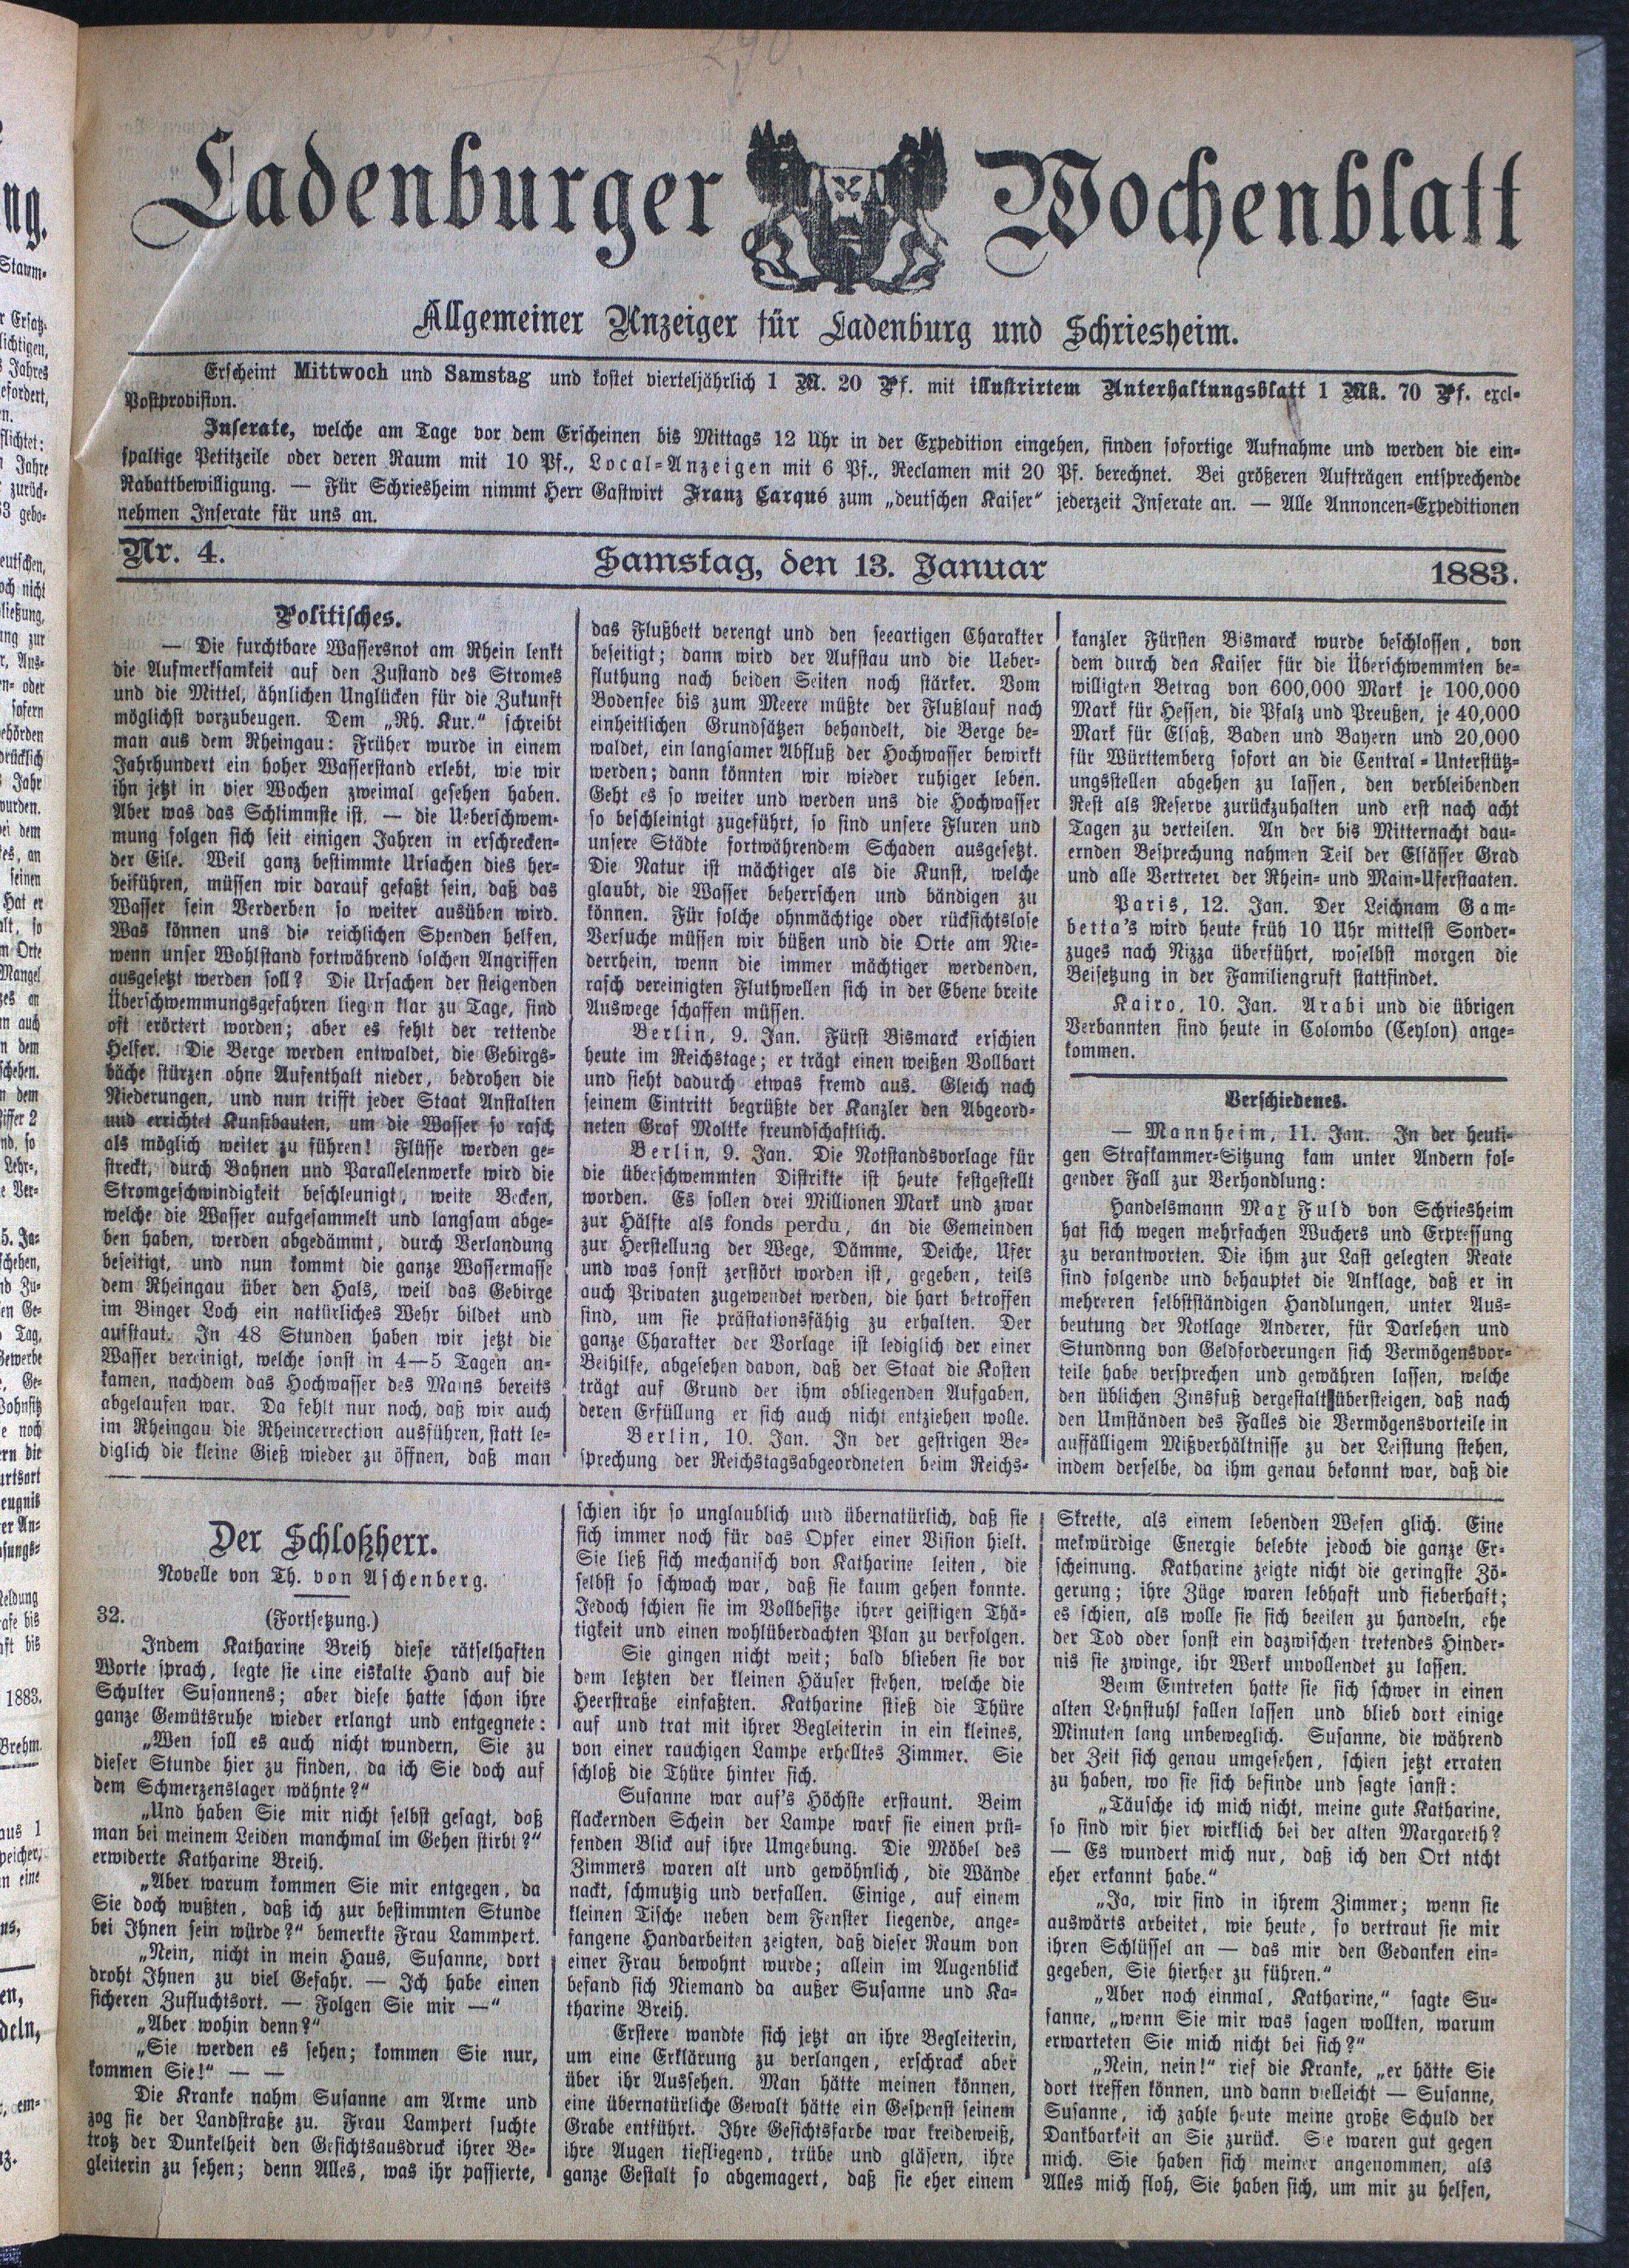 Ladenburger Wochenblatt
Allgemeiner Anzeiger für Ladenburg und Schriesheim.
Erscheint Mittwoch und Samstag und kostet vierteljährlich 1 M. 20 Pf. mit illustrirtem Unterhaltungsblatt 1 Mk. 70 Pf. excl-
Postprovision.
Inserate, welche am Tage vor dem Erscheinen bis Mittags 12 Uhr in der Expedition eingehen, finden sofortige Aufnahme und werden die ein-
spaltige Petitzeile oder deren Raum mit 10 Pf., Local-Anzeigen mit 6 Pf., Reclamen mit 20 Pf. berechnet. Bei größeren Aufträgen entsprechende
Rabattbewilligung. — Für Schriesheim nimmt Herr Gastwirt Franz Carqué zum „deutschen Kaiser" jederzeit Inserate an. — Alle Annoncen-Expeditionen
nehmen Inserate für uns an.
Nr. 4.
Samstag, den 13. Januar
1883.
Politisches.
— Die furchtbare Wassersnot am Rhein lenkt
die Aufmerksamkeit auf den Zustand des Stromes
und die Mittel, ähnlichen Unglücken für die Zukunft
möglichst vorzubeugen. Dem „Rh. Kur." schreibt
man aus dem Rheingau: Früher wurde in einem
Jahrhundert ein hoher Wasserstand erlebt, wie wir
ihn jetzt in vier Wochen zweimal gesehen haben.
Aber was das Schlimmste ist, — die Ueberschwem-
mung folgen sich seit einigen Jahren in erschrecken-
der Eile. Weil ganz bestimmte Ursachen dies her-
beiführen, müssen wir darauf gefaßt sein, daß das
Wasser sein Verderben so weiter ausüben wird.
Was können uns die reichlichen Spenden helfen,
wenn unser Wohlstand fortwährend solchen Angriffen
ausgesetzt werden soll? Die Ursachen der steigenden
Überschwemmungsgefahren liegen klar zu Tage, sind
oft erörtert worden; aber es fehlt der rettende
Helfer. Die Berge werden entwaldet, die Gebirgs-
bäche stürzen ohne Aufenthalt nieder, bedrohen die
Niederungen, und nun trifft jeder Staat Anstalten
und errichtet Kunstbauten, um die Wasser so rasch
als möglich weiter zu führen! Flüsse werden ge-
streckt, durch Bahnen und Parallelenwerke wird die
Stromgeschwindigkeit beschleunigt, weite Becken,
welche die Wasser aufgesammelt und langsam abge-
ben haben, werden abgedämmt, durch Verlandung
beseitigt, und nun kommt die ganze Wassermasse
dem Rheingau über den Hals, weil das Gebirge
im Binger Loch ein natürliches Wehr bildet und
aufstaut. In 48 Stunden haben wir jetzt die
Wasser vereinigt, welche sonst in 4—5 Tagen an-
kamen, nachdem das Hochwasser des Mains bereits
abgelaufen war. Da fehlt nur noch, daß wir auch
im Rheingau die Rheincerrection ausführen, statt le-
diglich die kleine Gieß wieder zu öffnen, daß man
das Flußbett verengt und den seeartigen Charakter
beseitigt; dann wird der Aufstau und die Ueber-
fluthung nach beiden Seiten noch stärker. Vom
Bodensee bis zum Meere müßte der Flußlauf nach
einheitlichen Grundsätzen behandelt, die Berge be-
waldet, ein langsamer Abfluß der Hochwasser bewirkt
werden; dann könnten wir wieder ruhiger leben.
Geht es so weiter und werden uns die Hochwasser
so beschleinigt zugeführt, so sind unsere Fluren und
unsere Städte fortwährendem Schaden ausgesetzt.
Die Natur ist mächtiger als die Kunst, welche
glaubt, die Wasser beherrschen und bändigen zu
können. Für solche ohnmächtige oder rücksichtslose
Versuche müssen wir büßen und die Orte am Nie-
derrhein, wenn die immer mächtiger werdenden,
rasch vereinigten Fluthwellen sich in der Ebene breite
Auswege schaffen müssen.
Berlin, 9. Jan. Fürst Bismarck erschien
heute im Reichstage; er trägt einen weißen Vollbart
und sieht dadurch etwas fremd aus. Gleich nach
seinem Eintritt begrüßte der Kanzler den Abgeord-
neten Graf Moltke freundschaftlich.
Berlin, 9. Jan. Die Notstandsvorlage für
die überschwemmten Distrikte ist heute festgestellt
worden. Es sollen drei Millionen Mark und zwar
zur Hälfte als fonds perdu, an die Gemeinden
zur Herstellung der Wege, Dämme, Deiche, Ufer
und was sonst zerstört worden ist, gegeben, teils
auch Privaten zugewendet werden, die hart betroffen
sind, um sie prästationsfähig zu erhalten. Der
ganze Charakter der Vorlage ist lediglich der einer
Beihilfe, abgesehen davon, daß der Staat die Kosten
trägt auf Grund der ihm obliegenden Aufgaben,
deren Erfüllung er sich auch nicht entziehen wolle.
Berlin, 10. Jan. In der gestrigen Be-
sprechung der Reichstagsabgeordneten beim Reichs-
kanzler Fürsten Bismarck wurde beschlossen, von
dem durch den Kaiser für die Überschwemmten be-
willigten Betrag von 600,000 Mark je 100,000
Mark für Hessen, die Pfalz und Preußen, je 40,000
Mark für Elsaß, Baden und Bayern und 20,000
für Württemberg sofort an die Central-Unterstütz-
ungsstellen abgehen zu lassen, den verbleibenden
Rest als Reserve zurückzuhalten und erst nach acht
Tagen zu verteilen. An der bis Mitternacht dau-
ernden Besprechung nahmen Teil der Elsässer Grad
und alle Vertreter der Rhein- und Main-Uferstaaten.
Paris, 12. Jan. Der Leichnam Gam-
betta's wird heute früh 10 Uhr mittelst Sonder-
zuges nach Nizza überführt, woselbst morgen die
Beisetzung in der Familiengruft stattfindet.
Kairo, 10. Jan. Arabi und die übrigen
Verbannten sind heute in Colombo (Ceylon) ange-
kommen.
Verschiedenes.
— Mannheim, 11. Jan. In der heuti-
gen Strafkammer-Sitzung kam unter Andern fol-
gender Fall zur Verhandlung:
Handelsmann Max Fuld von Schriesheim
hat sich wegen mehrfachen Wuchers und Erpressung
zu verantworten. Die ihm zur Last gelegten Reate
sind folgende und behauptet die Anklage, daß er in
mehreren selbstständigen Handlungen, unter Aus-
beutung der Notlage Anderer, für Darlehen und
Stundnng von Geldforderungen sich Vermögensvor-
teile habe versprechen und gewähren lassen, welche
den üblichen Zinsfuß dergestalt übersteigen, daß nach
den Umständen des Falles die Vermögensvorteile in
auffälligem Mißverhältnisse zu der Leistung stehen,
indem derselbe, da ihm genau bekannt war, daß die
Der Schloßherr.
Novelle von Th. von Aschenberg.
32. (Fortsetzung.)
Indem Katharine Breih diese rätselhaften
Worte sprach, legte sie eine eiskalte Hand auf die
Schulter Susannens; aber diese hatte schon ihre
ganze Gemütsruhe wieder erlangt und entgegnete:
„Wen soll es auch nicht wundern, Sie zu
dieser Stunde hier zu finden, da ich Sie doch auf
dem Schmerzenslager wähnte?"
„Und haben Sie mir nicht selbst gesagt, daß
man bei meinem Leiden manchmal im Gehen stirbt?"
erwiderte Katharine Breih.
„Aber warum kommen Sie mir entgegen, da
Sie doch wußten, daß ich zur bestimmten Stunde
bei Ihnen sein würde?" bemerkte Frau Lammpert.
„Nein, nicht in mein Haus, Susanne, dort
droht Ihnen zu viel Gefahr. — Ich habe einen
sicheren Zufluchtsort. — Folgen Sie mir —"
„Aber wohin denn?"
„Sie werden es sehen; kommen Sie nur,
kommen Sie!" — —
Die Kranke nahm Susanne am Arme und
zog sie der Landstraße zu. Frau Lampert suchte
trotz der Dunkelheit den Gesichtsausdruck ihrer Be-
gleiterin zu sehen; denn Alles, was ihr passierte,
schien ihr so unglaublich und übernatürlich, daß sie
sich immer noch für das Opfer einer Vision hielt.
Sie ließ sich mechanisch von Katharine leiten, die
selbst so schwach war, daß sie kaum gehen konnte.
Jedoch schien sie im Vollbesitze ihrer geistigen Thä-
tigkeit und einen wohlüberdachten Plan zu verfolgen.
Sie gingen nicht weit; bald blieben sie vor
dem letzten der kleinen Häuser stehen, welche die
Heerstraße einfaßten. Katharine stieß die Thüre
auf und trat mit ihrer Begleiterin in ein kleines,
von einer rauchigen Lampe erhelltes Zimmer. Sie
schloß die Thüre hinter sich.
Susanne war auf's Höchste erstaunt. Beim
flackernden Schein der Lampe warf sie einen prü-
fenden Blick auf ihre Umgebung. Die Möbel des
Zimmers waren alt und gewöhnlich, die Wände
nackt, schmutzig und verfallen. Einige, auf einem
kleinen Tische neben dem Fenster liegende, ange-
fangene Handarbeiten zeigten, daß dieser Raum von
einer Frau bewohnt wurde; allein im Augenblick
befand sich Niemand da außer Susanne und Ka-
tharine Breih.
Erstere wandte sich jetzt an ihre Begleiterin,
um eine Erklärung zu verlangen, erschrack aber
über ihr Aussehen. Man hätte meinen können,
eine übernatürliche Gewalt hätte ein Gespenst seinem
Grabe entführt. Ihre Gesichtsfarbe war kreideweiß,
ihre Augen tiefliegend, trübe und gläsern, ihre
ganze Gestalt so abgemagert, daß sie eher einem
Skrette, als einem lebenden Wesen glich. Eine
mekwürdige Energie belebte jedoch die ganze Er-
scheinung. Katharine zeigte nicht die geringste Zö-
gerung; ihre Züge waren lebhaft und fieberhaft;
es schien, als wolle sie sich beeilen zu handeln, ehe
der Tod oder sonst ein dazwischen tretendes Hinder-
nis sie zwinge, ihr Werk unvollendet zu lassen.
Beim Eintreten hatte sie sich schwer in einen
alten Lehnstuhl fallen lassen und blieb dort einige
Minuten lang unbeweglich. Susanne, die während
der Zeit sich genau umgesehen, schien jetzt erraten
zu haben, wo sie sich befinde und sagte sanst:
„Täusche ich mich nicht, meine gute Katharine,
so sind wir hier wirklich bei der alten Margareth?
— Es wundert mich nur, daß ich den Ort nicht
eher erkannt habe."
„Ja, wir sind in ihrem Zimmer; wenn sie
auswärts arbeitet, wie heute, so vertraut sie mir
ihren Schlüssel an — das mir den Gedanken ein-
gegeben, Sie hierher zu führen."
„Aber noch einmal, Katharine," sagte Su-
sanne, „wenn Sie mir was sagen wollten, warum
erwarteten Sie mich nicht bei sich?"
„Nein, nein!" rief die Kranke, „er hätte Sie
dort treffen können, und dann vielleicht — Susanne,
Susanne, ich zahle heute meine große Schuld der
Dankbarkeit an Sie zurück. Sie waren gut gegen
mich. Sie haben sich meiner angenommen, als
Alles mich floh, Sie haben sich, um mir zu helfen,